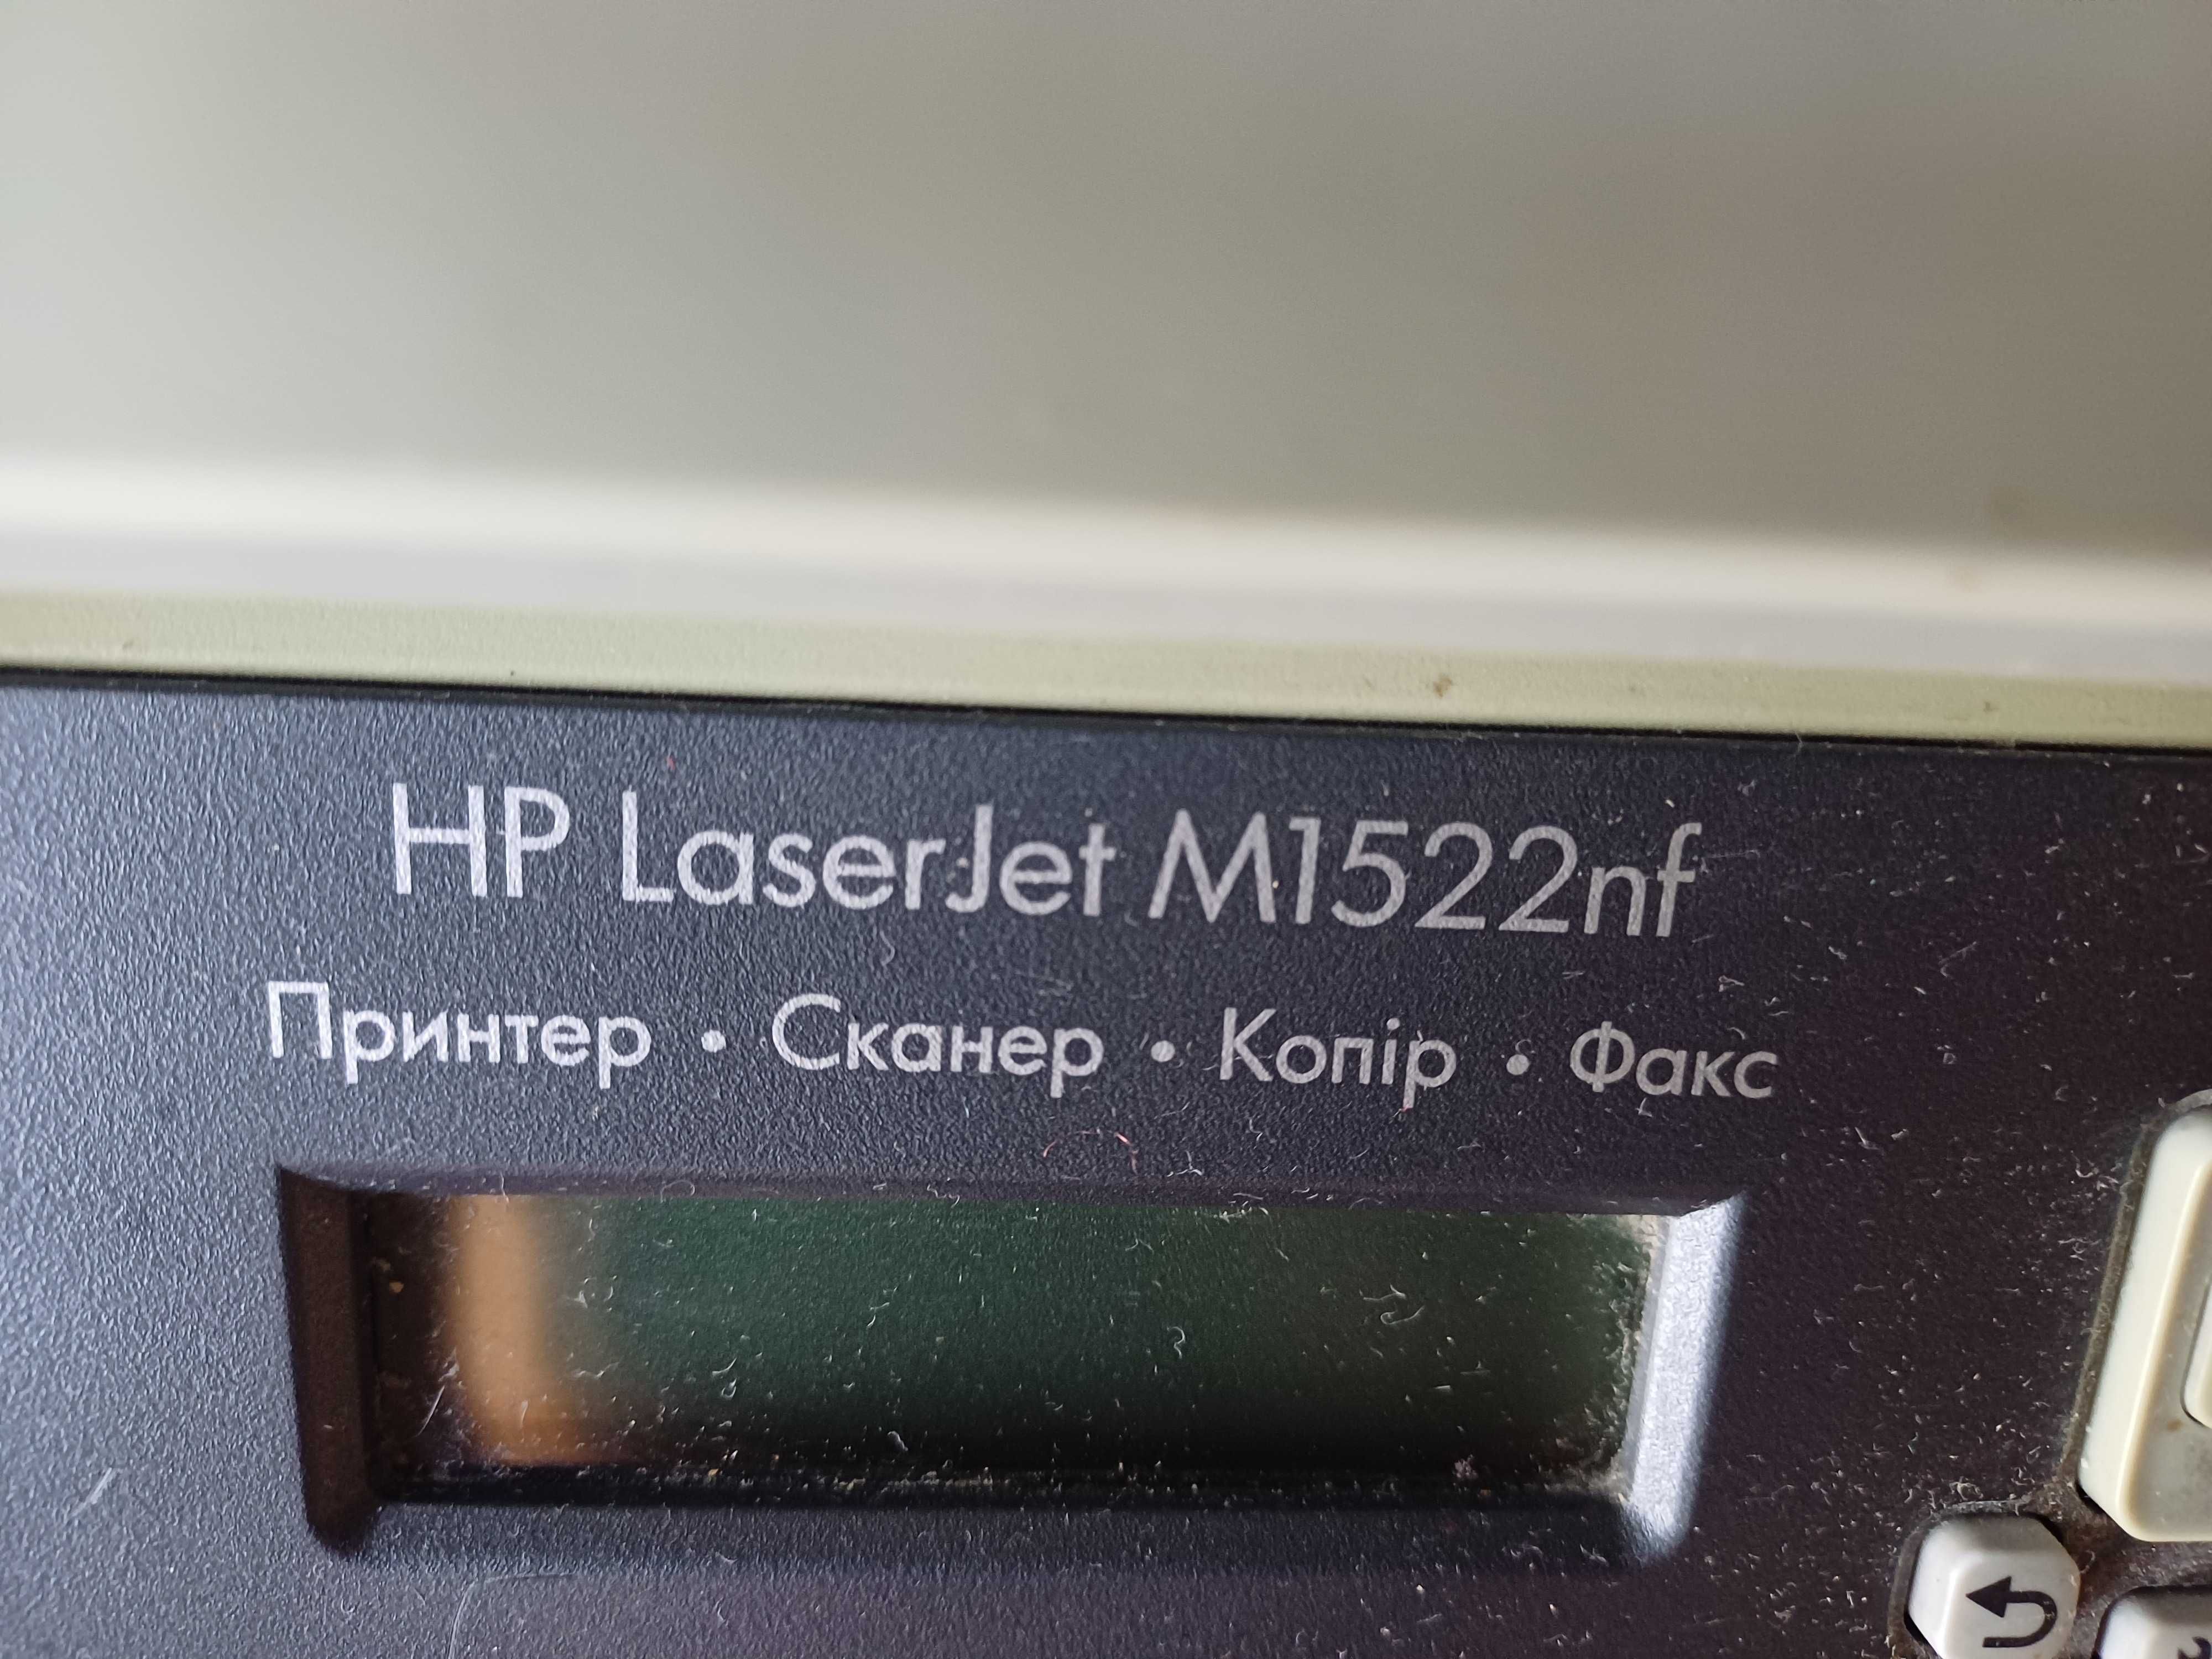 HP LaserJet M1522nf
Принтер • Сканер • Копір • Факс